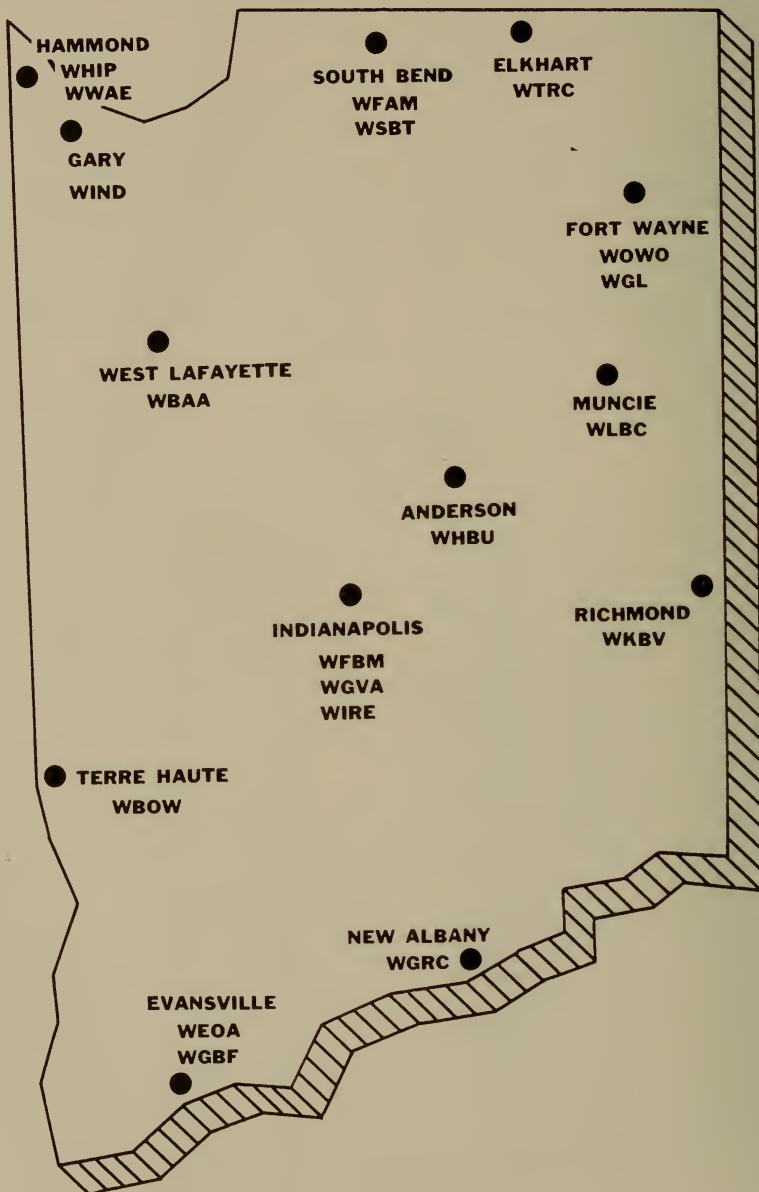 HAMMOND
WHIP
WWAE
SOUTH BEND
WFAM
WSBT
ELKHART
WTRC
GARY
WIND
FORT WAYNE
WOWO
WGL
WEST LAFAYETTE
WBAA
MUNCIE
WLBC
ANDERSON
WHBU
INDIANAPOLIS
WFBM
WGVA
WIRE
RICHMOND
WKBV
TERRE HAUTE
WBOW
NEW ALBANY
WGRC
EVANSVILLE
WEOA
WGBF